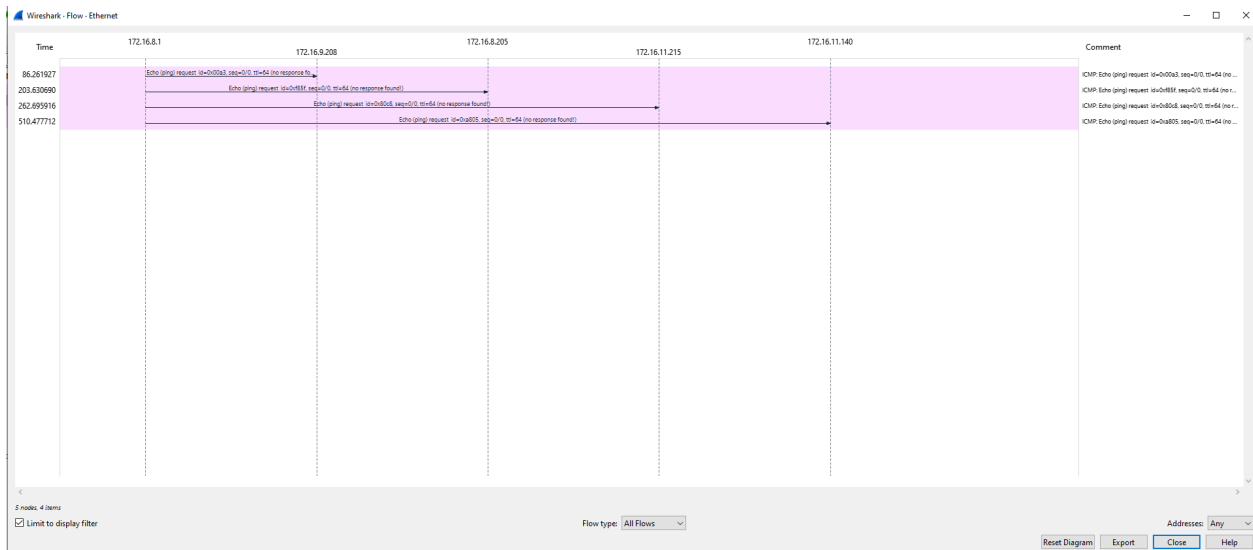 Wireshark · Flow · Ethernet
Time
172.16.8.1
172.16.9.208
172.16.8.205
172.16.11.215
172.16.11.140
Comment
86.261927
Echo (ping) request id=0x00a3, seq=0/0, ttl=64 (no response fo...
ICMP: Echo (ping) request id=0x00a3, seq=0/0, ttl=64 (no ...
203.630690
Echo (ping) request id=0xf85f, seq=0/0, ttl=64 (no response found!)
ICMP: Echo (ping) request id=0xf85f, seq=0/0, ttl=64 (no r...
262.695916
Echo (ping) request id=0x80c8, seq=0/0, ttl=64 (no response found!)
ICMP: Echo (ping) request id=0x80c8, seq=0/0, ttl=64 (no r...
510.477712
Echo (ping) request id=0xa805, seq=0/0, ttl=64 (no response found!)
ICMP: Echo (ping) request id=0xa805, seq=0/0, ttl=64 (no ...
5 nodes, 4 items
Limit to display filter
Flow type: All Flows
Addresses: Any
Reset Diagram
Export
Close
Help